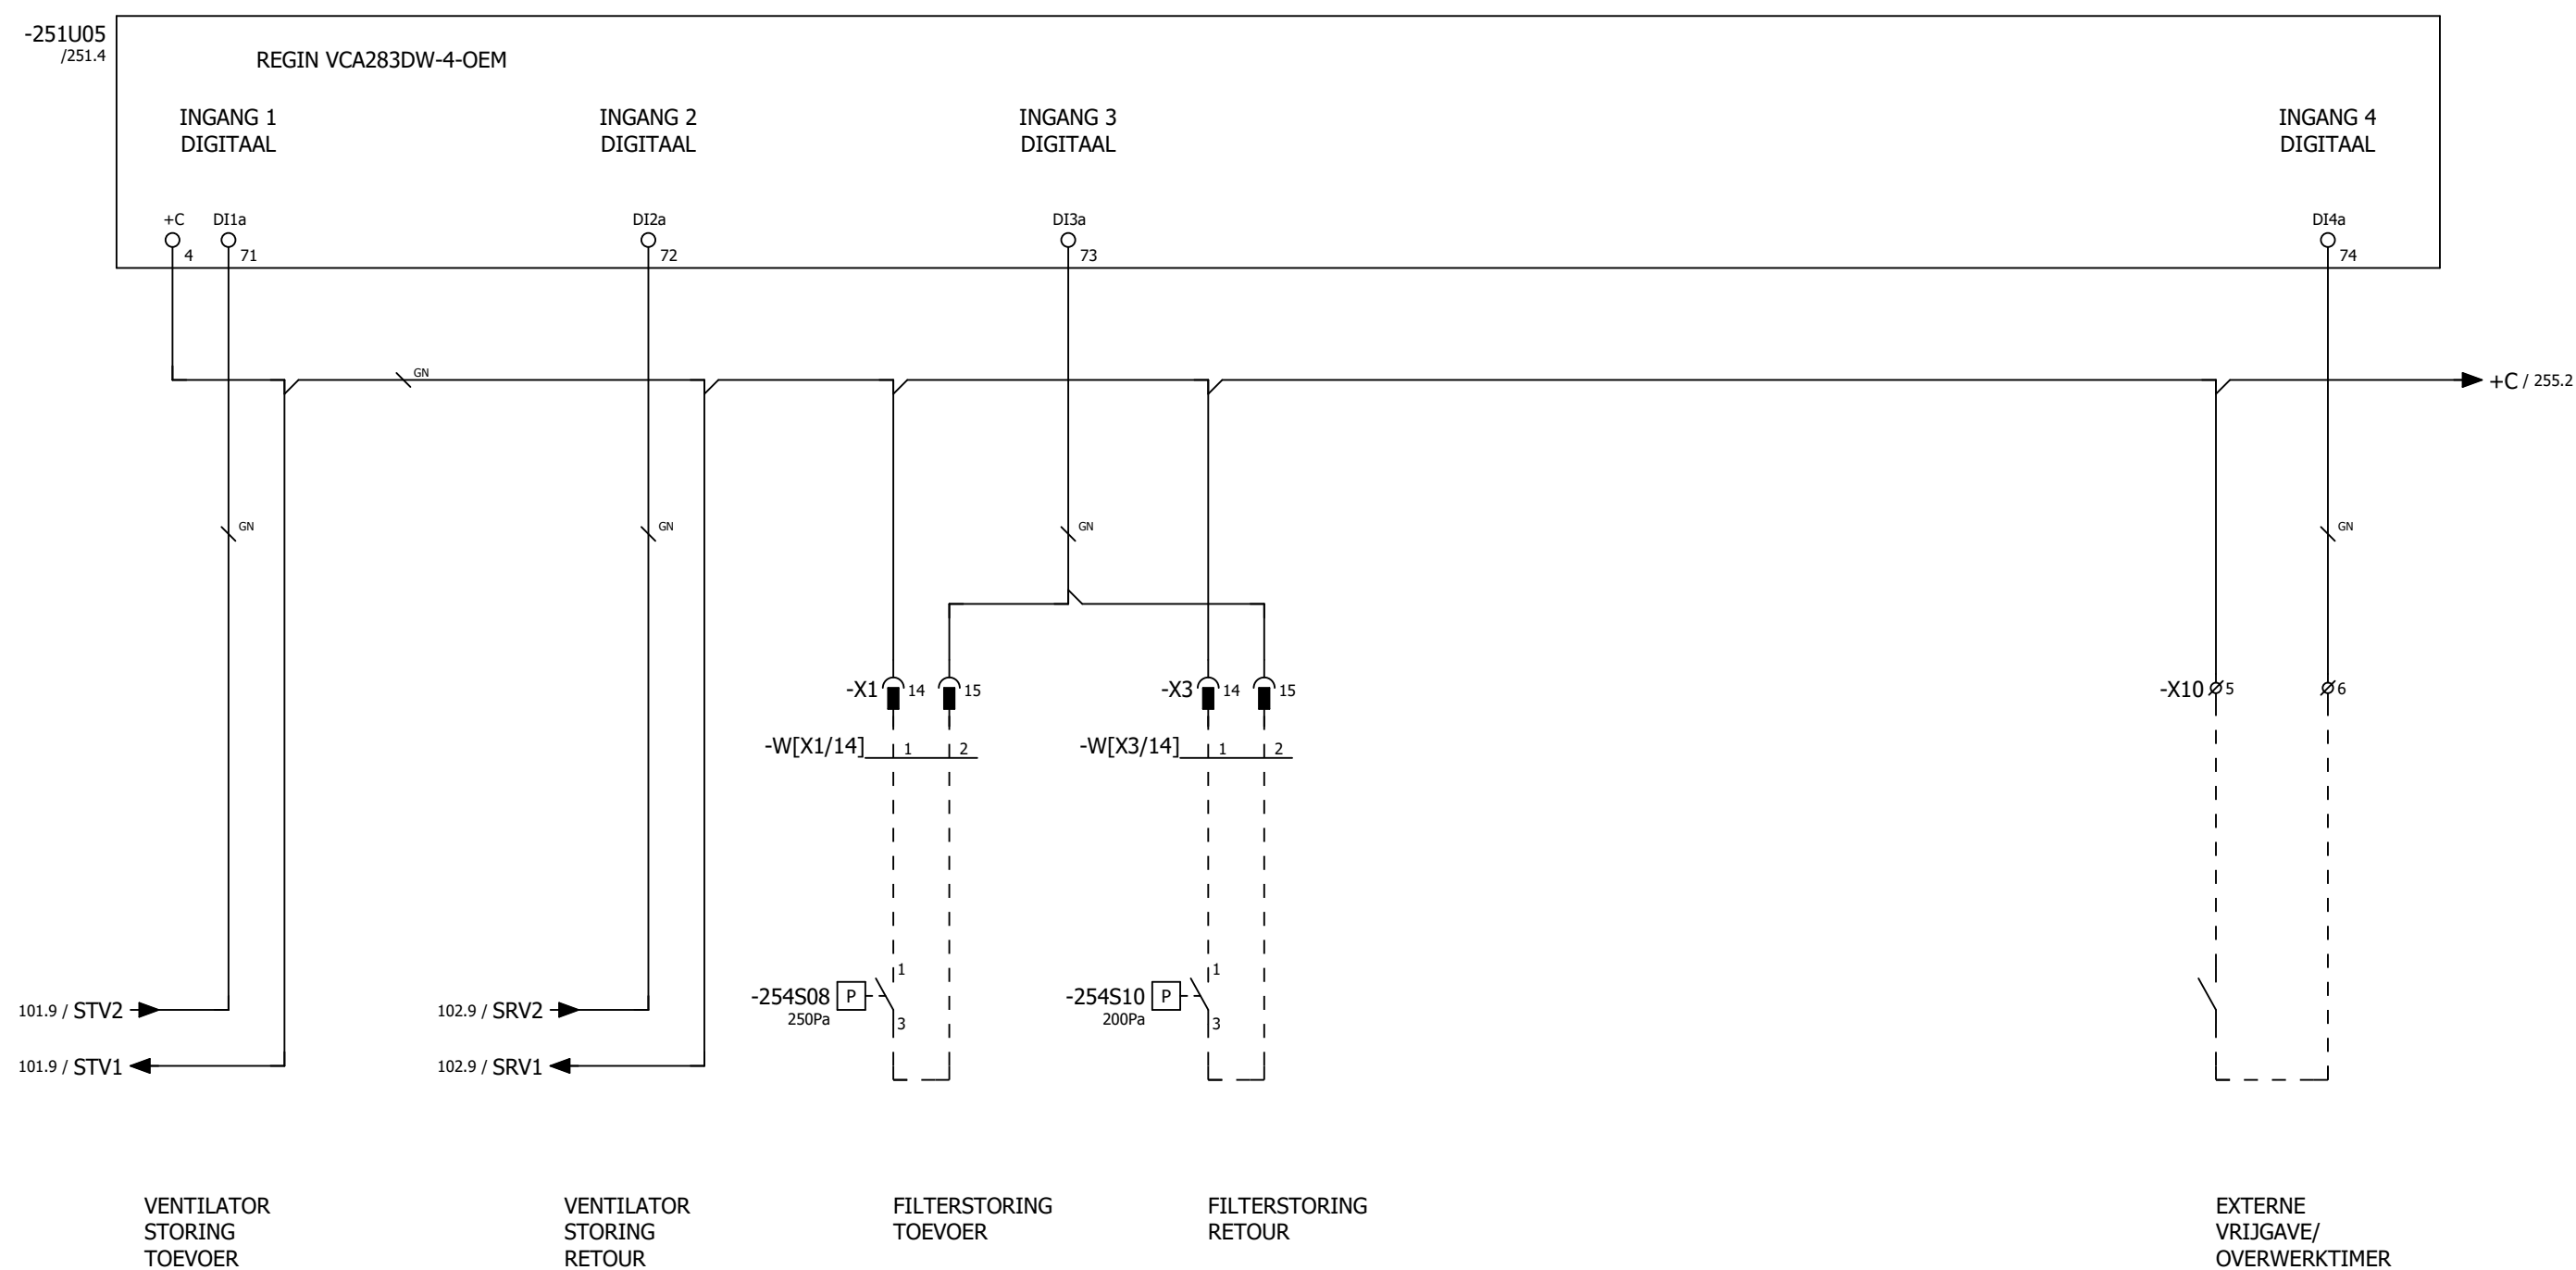 -251U05
/251.4
REGIN VCA283DW-4-OEM
INGANG 1
DIGITAAL
INGANG 2
DIGITAAL
INGANG 3
DIGITAAL
INGANG 4
DIGITAAL
+C DI1a
DI2a
DI3a
DI4a
4 71
72
73
74
GN
+C / 255.2
GN
GN
GN
GN
-X1 14 15
-X3 14 15
-X10 5 6
-W[X1/14] 1 2
-W[X3/14] 1 2
-254S08 P 1
250Pa 3
-254S10 P 1
200Pa 3
101.9 / STV2
101.9 / STV1
102.9 / SRV2
102.9 / SRV1
VENTILATOR
STORING
TOEVOER
VENTILATOR
STORING
RETOUR
FILTERSTORING
TOEVOER
FILTERSTORING
RETOUR
EXTERNE
VRIJGAVE/
OVERWERKTIMER